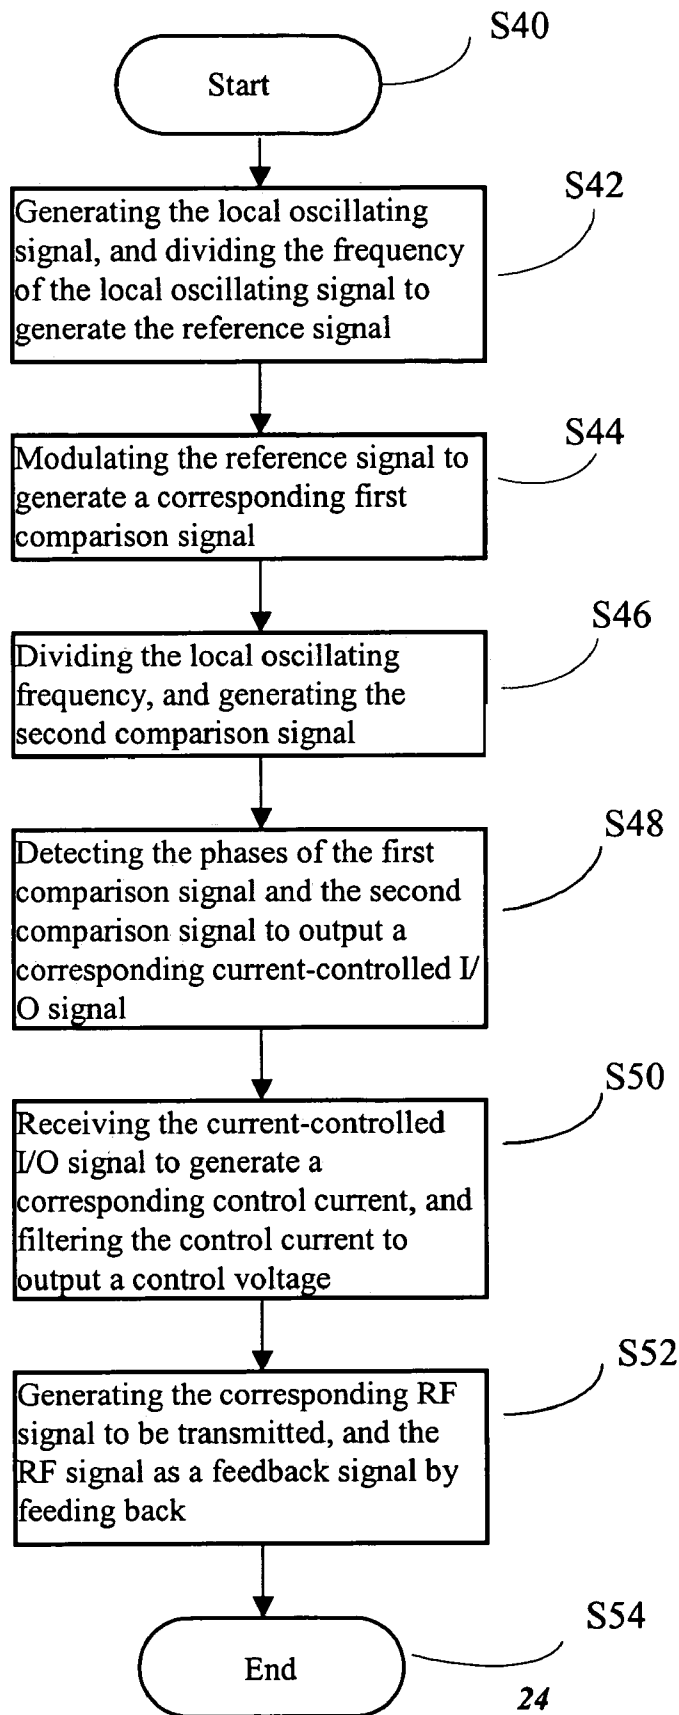 S40
Start
S42
Generating the local oscillating
signal, and dividing the frequency
of the local oscillating signal to
generate the reference signal
S44
Modulating the reference signal to
generate a corresponding first
comparison signal
S46
Dividing the local oscillating
frequency, and generating the
second comparison signal
S48
Detecting the phases of the first
comparison signal and the second
comparison signal to output a
corresponding current-controlled I/
O signal
S50
Receiving the current-controlled
I/O signal to generate a
corresponding control current, and
filtering the control current to
output a control voltage
S52
Generating the corresponding RF
signal to be transmitted, and the
RF signal as a feedback signal by
feeding back
S54
End
24